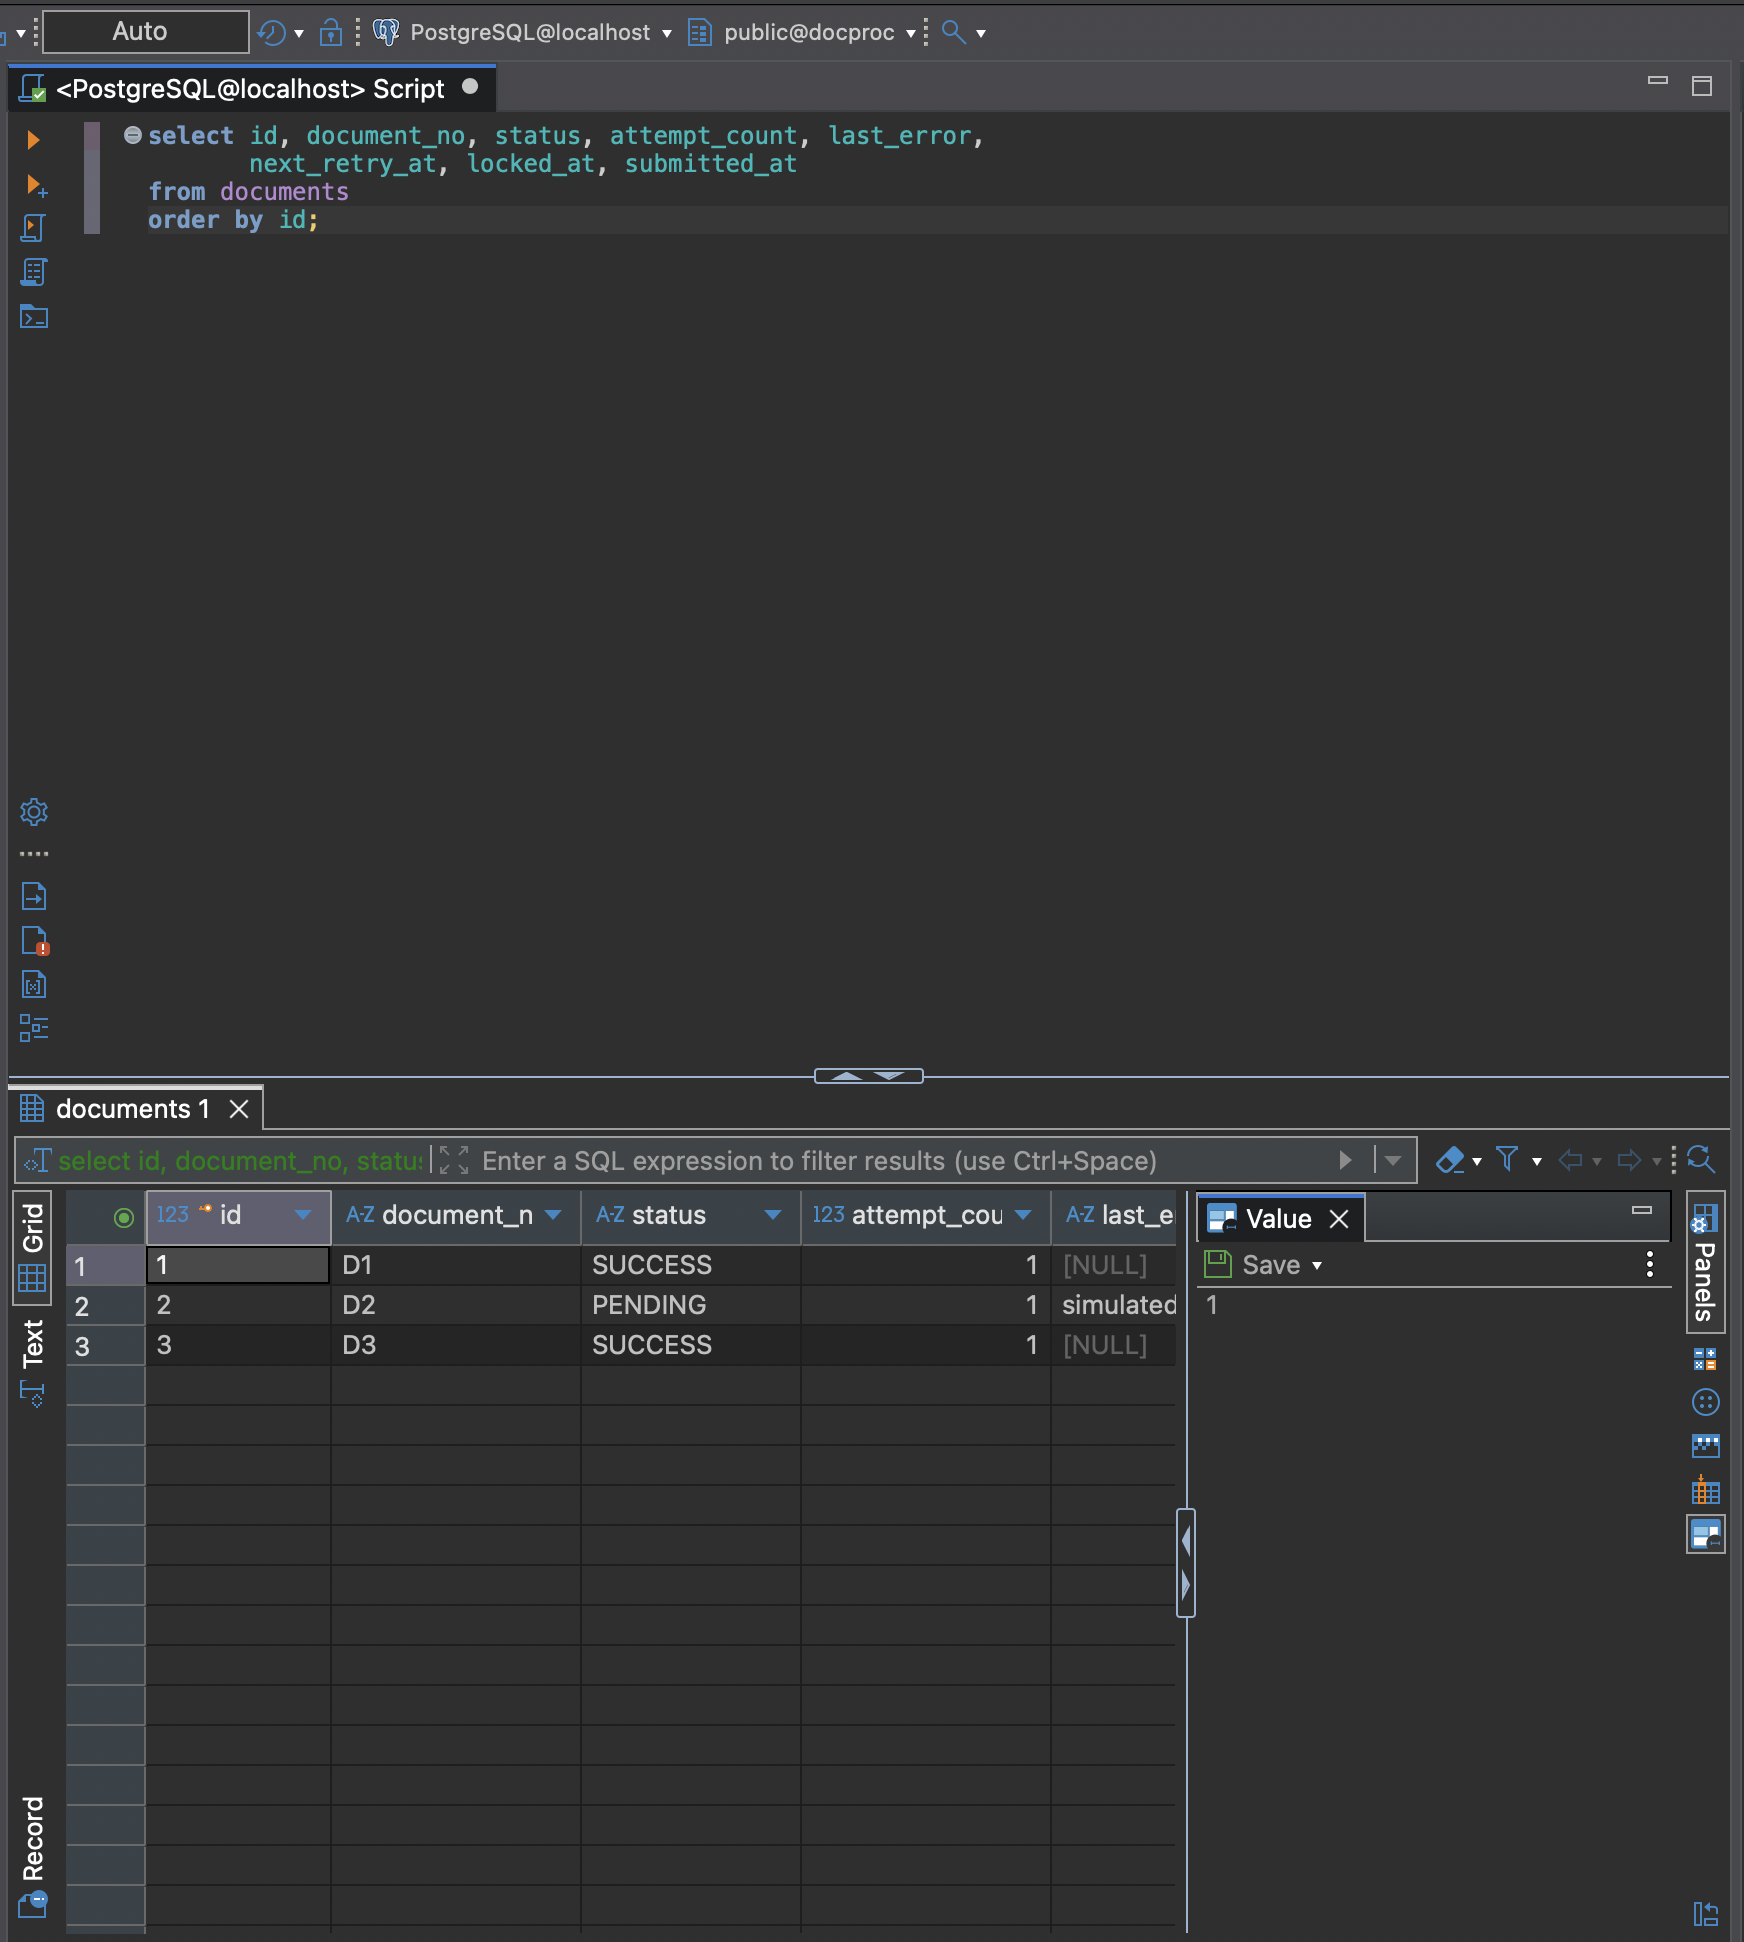 Auto
PostgreSQL@localhost
public@docproc
<PostgreSQL@localhost> Script
select id, document_no, status, attempt_count, last_error,
next_retry_at, locked_at, submitted_at
from documents
order by id;
documents 1
select id, document_no, statu
Enter a SQL expression to filter results (use Ctrl+Space)
Grid
Text
Record
123 id A-Z document_n A-Z status 123 attempt_cou A-Z last_e
1 1 D1 SUCCESS 1 [NULL]
2 2 D2 PENDING 1 simulated
3 3 D3 SUCCESS 1 [NULL]
Value
Save
1
Panels